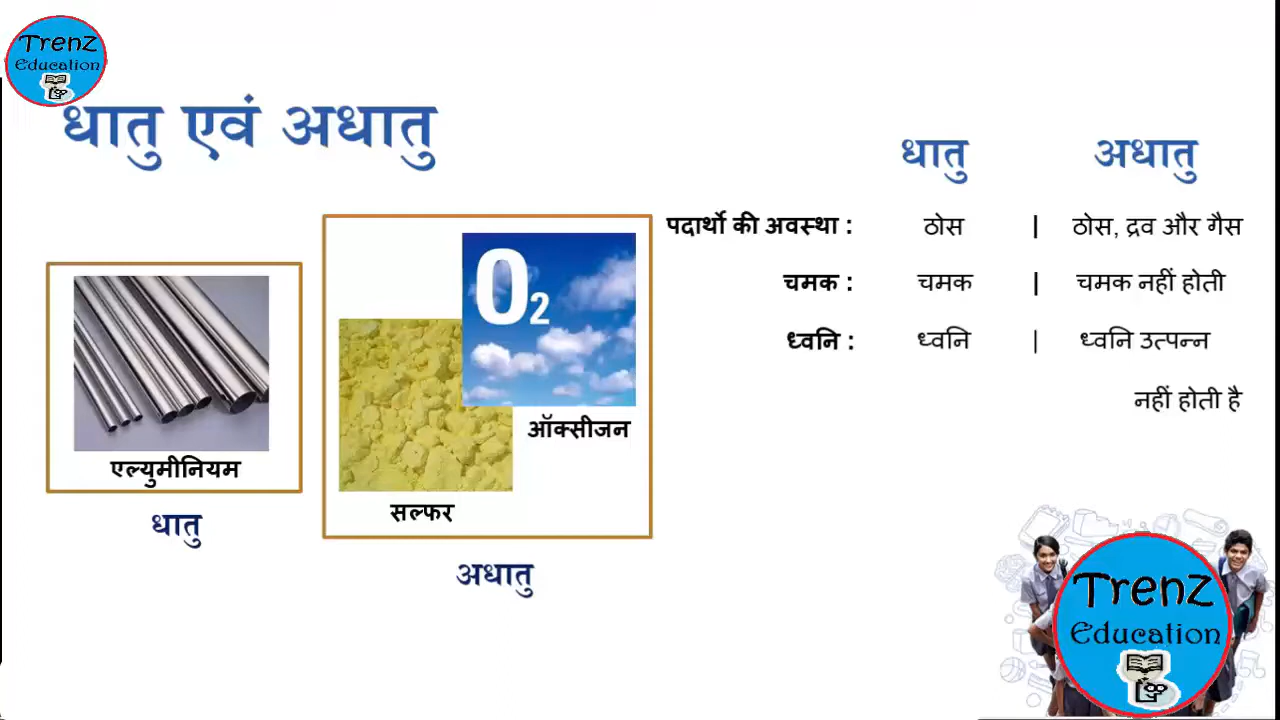 Trenz
Education
धातु एवं अधातु
धातु अधातु
पदार्थो की अवस्था : ठोस | ठोस, द्रव और गैस
चमक : चमक | चमक नहीं होती
ध्वनि : ध्वनि | ध्वनि उत्पन्न
नहीं होती है
O2
ऑक्सीजन
एल्युमीनियम
सल्फर
धातु
अधातु
Trenz
Education